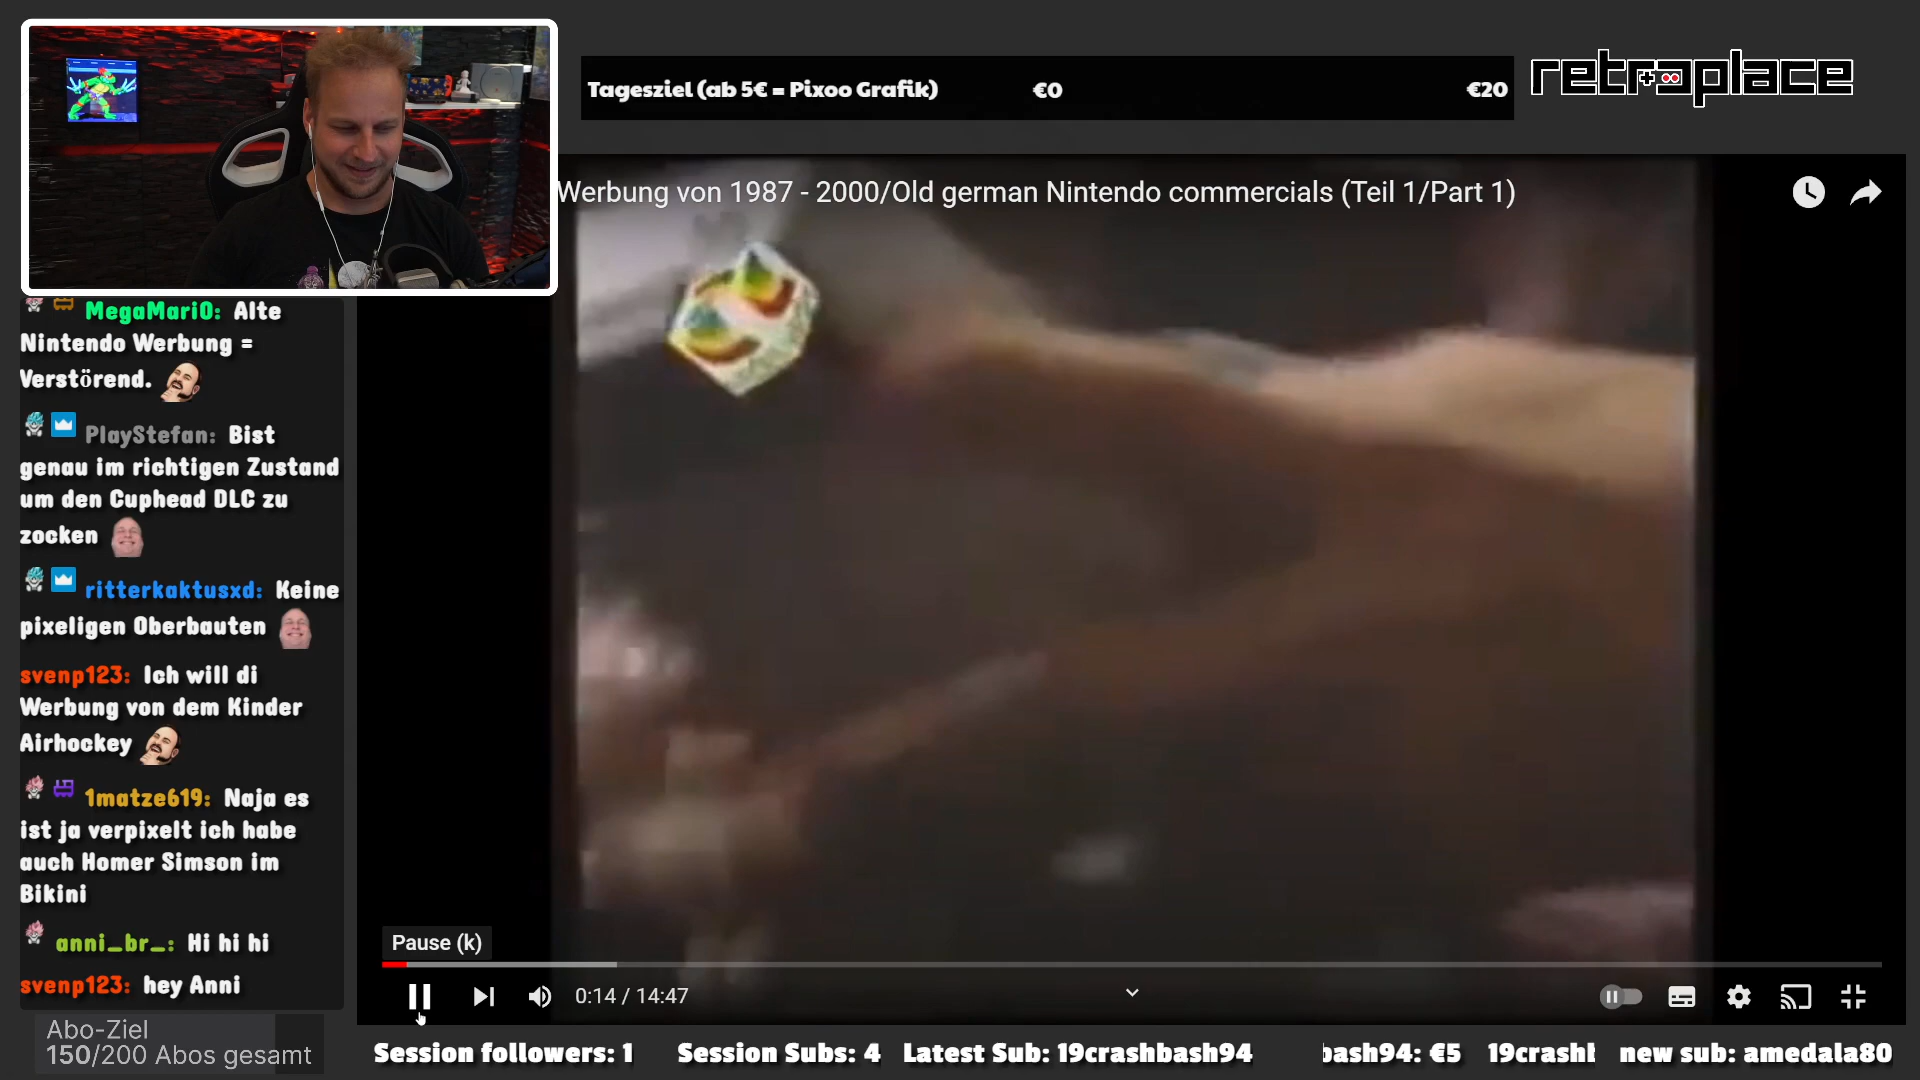 Tagesziel (ab 5€ = Pixoo Grafik) €0 €20
retroplace
Werbung von 1987 - 2000/Old german Nintendo commercials (Teil 1/Part 1)
MegaMari0: Alte
Nintendo Werbung =
Verstörend.
PlayStefan: Bist
genau im richtigen Zustand
um den Cuphead DLC zu
zocken
ritterkaktusxd: Keine
pixeligen Oberbauten
svenp123: Ich will di
Werbung von dem Kinder
Airhockey
1matze619: Naja es
ist ja verpixelt ich habe
auch Homer Simson im
Bikini
anni_br_: Hi hi hi
svenp123: hey Anni
Pause (k)
0:14 / 14:47
Abo-Ziel
150/200 Abos gesamt
Session followers: 1 Session Subs: 4 Latest Sub: 19crashbash94 bash94: €5 19crashb new sub: amedala80